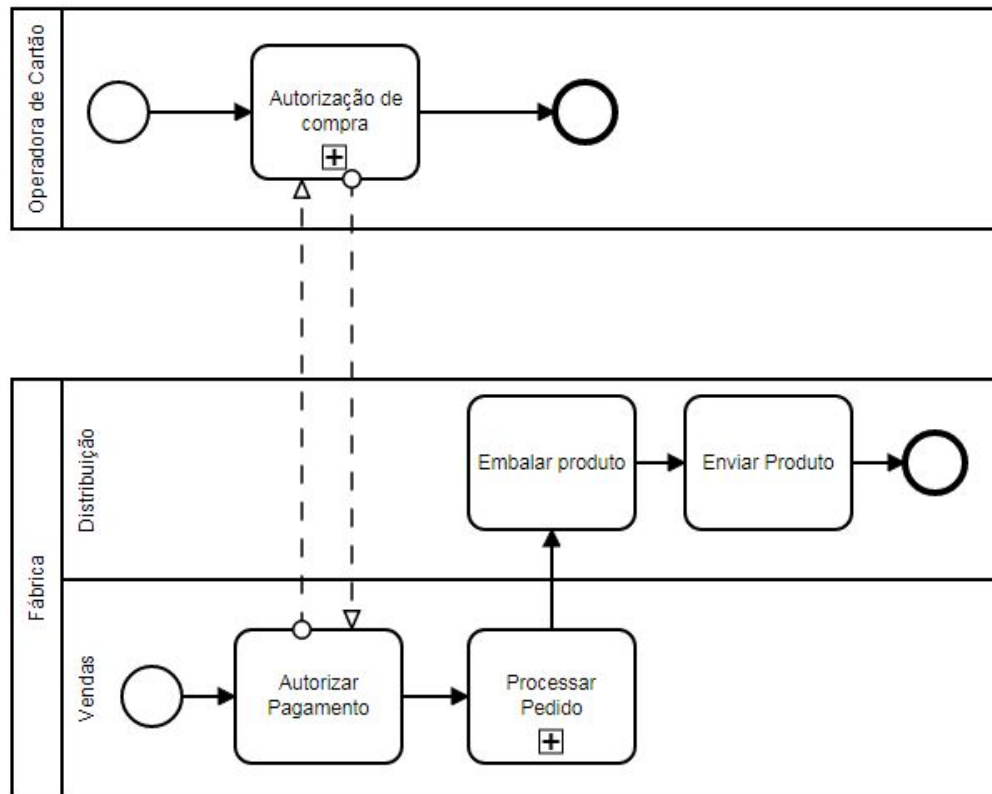 Operadora de Cartão
Autorização de
compra
Fábrica
Distribuição
Embalar produto
Enviar Produto
Vendas
Autorizar
Pagamento
Processar
Pedido